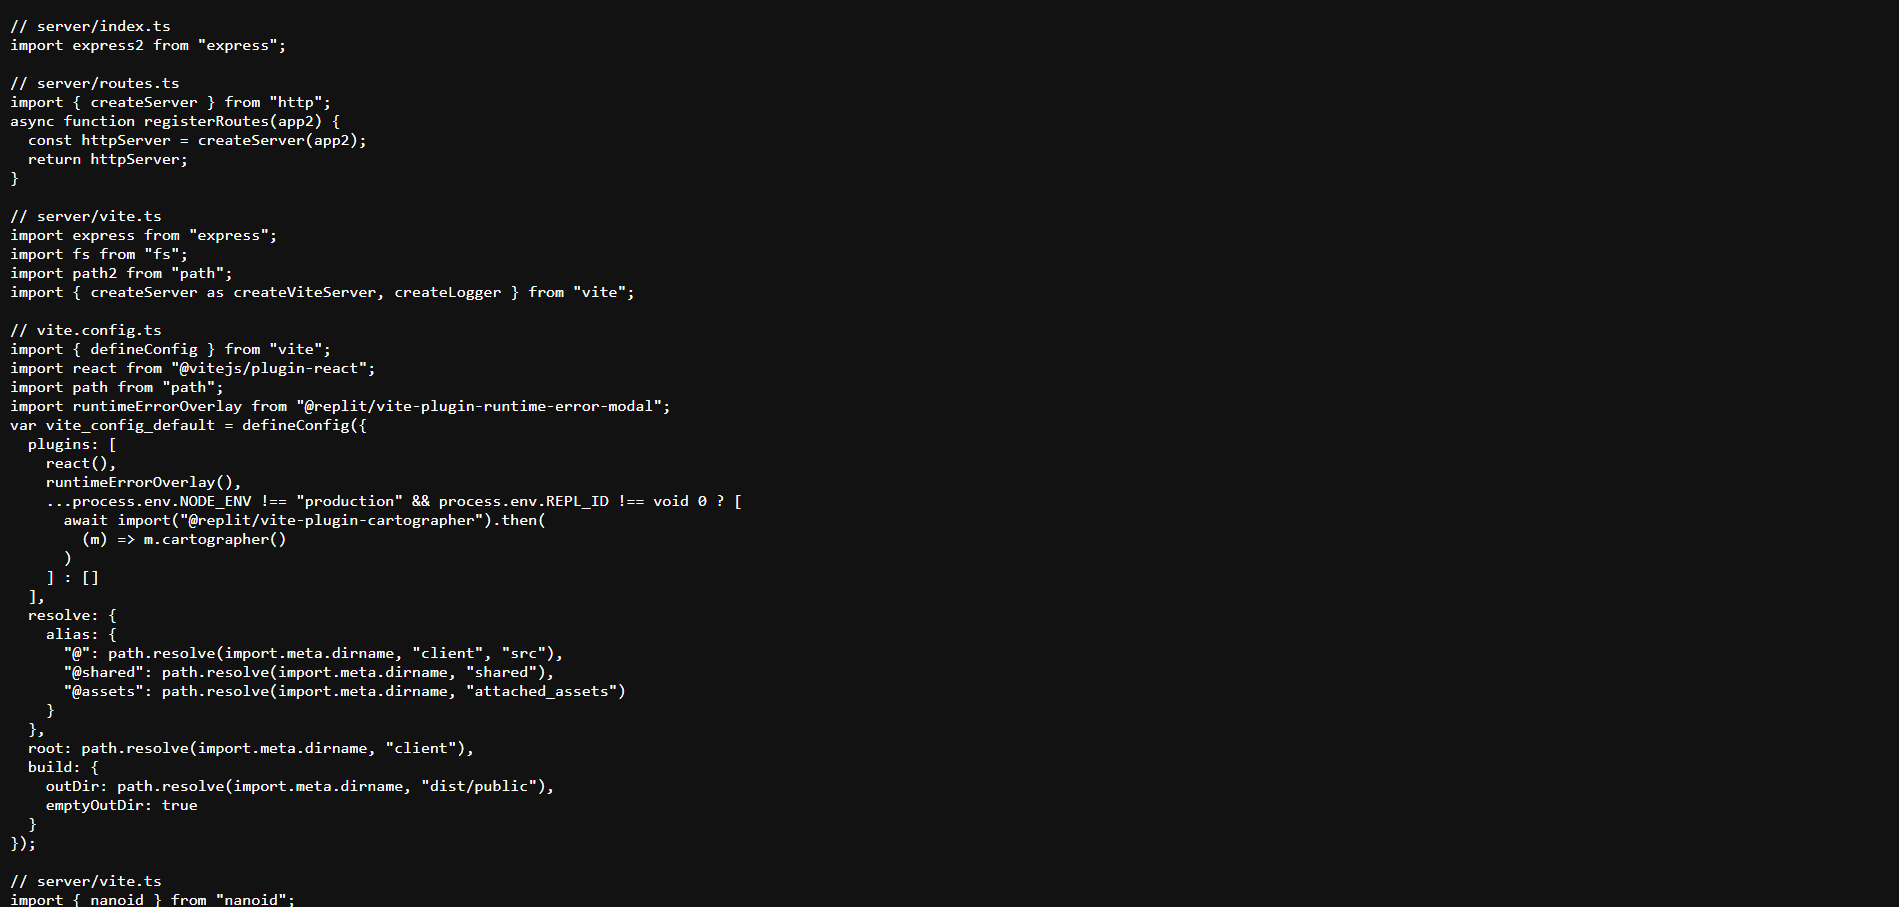 // server/index.ts
import express2 from "express";

// server/routes.ts
import { createServer } from "http";
async function registerRoutes(app2) {
  const httpServer = createServer(app2);
  return httpServer;
}

// server/vite.ts
import express from "express";
import fs from "fs";
import path2 from "path";
import { createServer as createViteServer, createLogger } from "vite";

// vite.config.ts
import { defineConfig } from "vite";
import react from "@vitejs/plugin-react";
import path from "path";
import runtimeErrorOverlay from "@replit/vite-plugin-runtime-error-modal";
var vite_config_default = defineConfig({
  plugins: [
    react(),
    runtimeErrorOverlay(),
    ...process.env.NODE_ENV !== "production" && process.env.REPL_ID !== void 0 ? [
      await import("@replit/vite-plugin-cartographer").then(
        (m) => m.cartographer()
      )
    ] : []
  ],
  resolve: {
    alias: {
      "@": path.resolve(import.meta.dirname, "client", "src"),
      "@shared": path.resolve(import.meta.dirname, "shared"),
      "@assets": path.resolve(import.meta.dirname, "attached_assets")
    }
  },
  root: path.resolve(import.meta.dirname, "client"),
  build: {
    outDir: path.resolve(import.meta.dirname, "dist/public"),
    emptyOutDir: true
  }
});

// server/vite.ts
import { nanoid } from "nanoid";